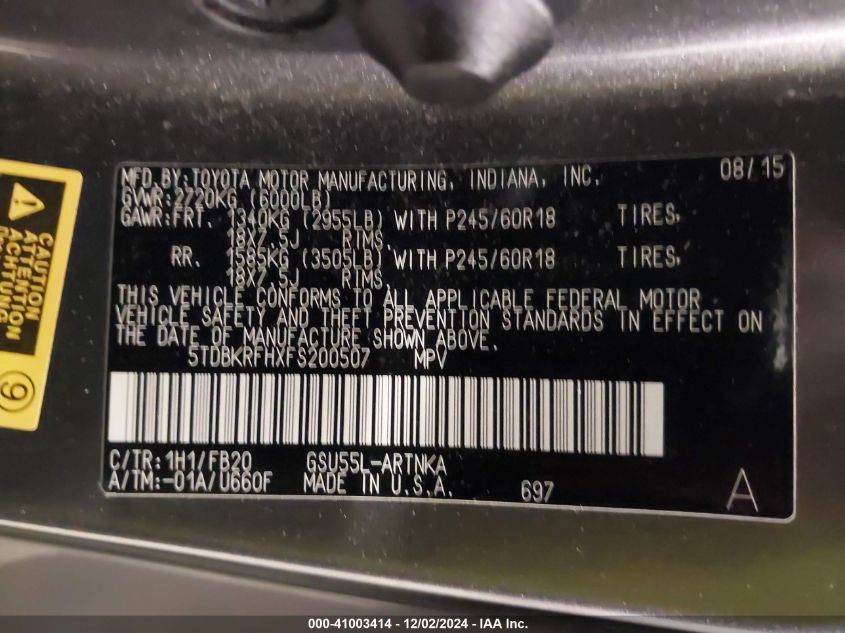 MFD.BY:TOYOTA MOTOR MANUFACTURING, INDIANA, INC. 08/15
GVWR:2720KG (6000LB)
GAWR:FRT. 1340KG (2955LB) WITH P245/60R18 TIRES,
18X7.5J RIMS,
RR. 1585KG (3505LB) WITH P245/60R18 TIRES,
18X7.5J RIMS,
THIS VEHICLE CONFORMS TO ALL APPLICABLE FEDERAL MOTOR
VEHICLE SAFETY AND THEFT PREVENTION STANDARDS IN EFFECT ON
THE DATE OF MANUFACTURE SHOWN ABOVE.
5TDBKRFHXFS200507 MPV
C/TR:1H1/FB20 GSU55L-ARTNKA
A/TM:-01A/U660F MADE IN U.S.A. 697 A
CAUTION
ATTENTION
ACHTUNG
9
000-41003414 - 12/02/2024 - IAA Inc.